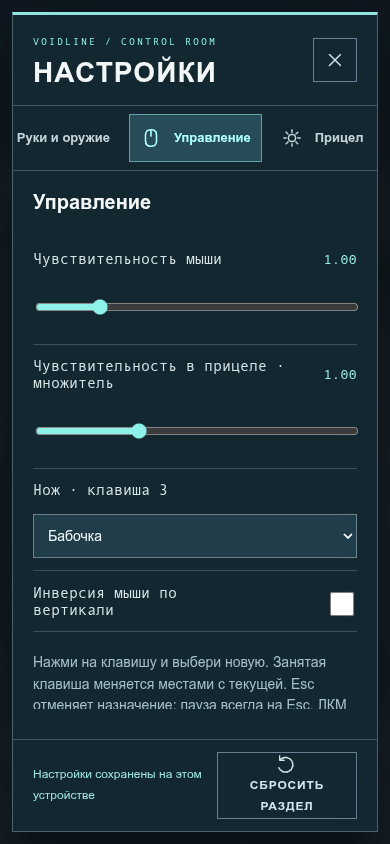 VOIDLINE / CONTROL ROOM
НАСТРОЙКИ
Руки и оружие
Управление
Прицел
Управление
Чувствительность мыши
1.00
Чувствительность в прицеле ·
множитель
1.00
Нож · клавиша 3
Бабочка
Инверсия мыши по
вертикали
Нажми на клавишу и выбери новую. Занятая
клавиша меняется местами с текущей. Esc
отменяет назначение; пауза всегда на Esc, ЛКМ
Настройки сохранены на этом
устройстве
СБРОСИТЬ
РАЗДЕЛ